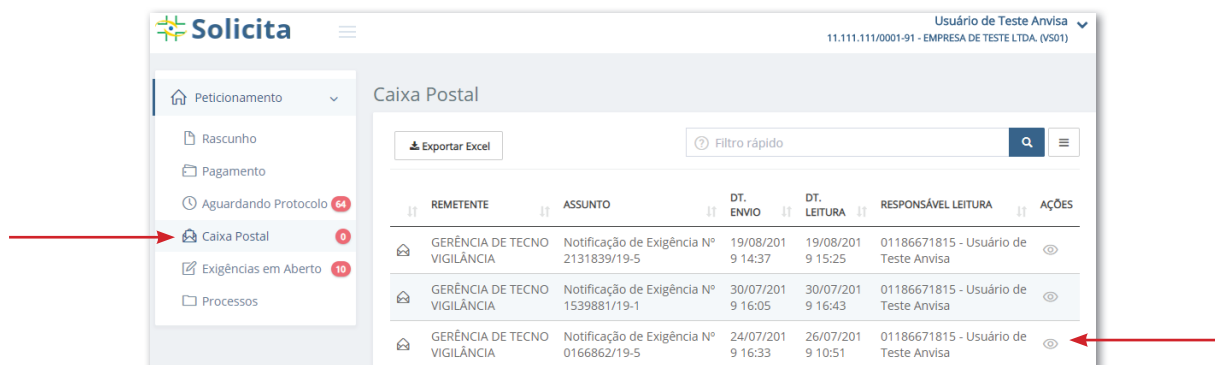 Solicita
Usuário de Teste Anvisa
11.111.111/0001-91 - EMPRESA DE TESTE LTDA. (VS01)
Peticionamento
Rascunho
Pagamento
Aguardando Protocolo 64
Caixa Postal 0
Exigências em Aberto 10
Processos
Caixa Postal
Exportar Excel
Filtro rápido
REMETENTE ASSUNTO DT. ENVIO DT. LEITURA RESPONSÁVEL LEITURA AÇÕES
GERÊNCIA DE TECNO Notificação de Exigência Nº 19/08/201 19/08/201 01186671815 - Usuário de
VIGILÂNCIA 2131839/19-5 9 14:37 9 15:25 Teste Anvisa
GERÊNCIA DE TECNO Notificação de Exigência Nº 30/07/201 30/07/201 01186671815 - Usuário de
VIGILÂNCIA 1539881/19-1 9 16:05 9 16:43 Teste Anvisa
GERÊNCIA DE TECNO Notificação de Exigência Nº 24/07/201 26/07/201 01186671815 - Usuário de
VIGILÂNCIA 0166862/19-5 9 16:33 9 10:51 Teste Anvisa